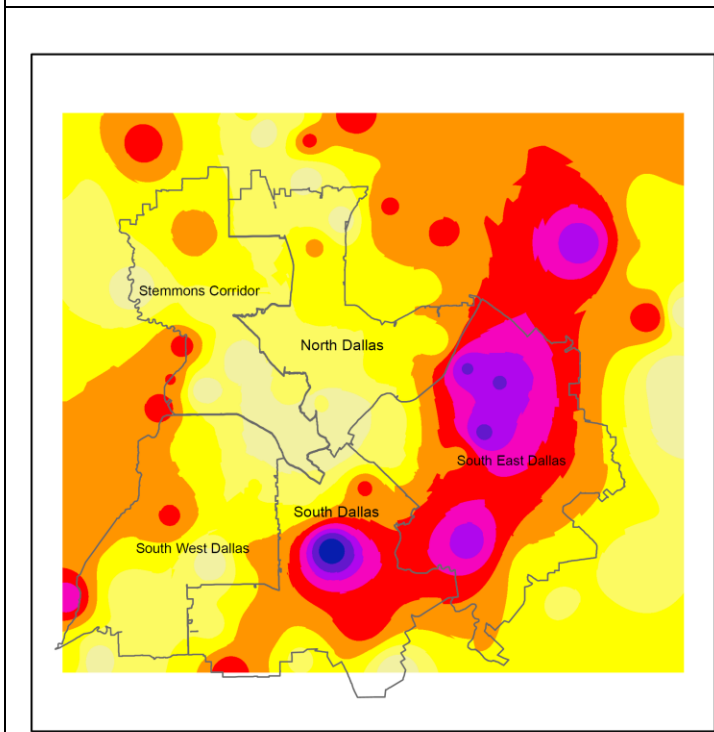 Stemmons Corridor
North Dallas
South East Dallas
South Dallas
South West Dallas